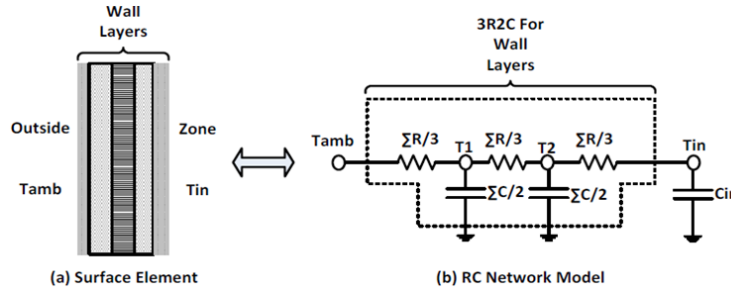 Wall
Layers
Outside
Zone
Tamb
Tin
(a) Surface Element
3R2C For
Wall
Layers
Tamb
ΣR/3
T1
ΣR/3
T2
ΣR/3
Tin
ΣC/2
ΣC/2
Cin
(b) RC Network Model